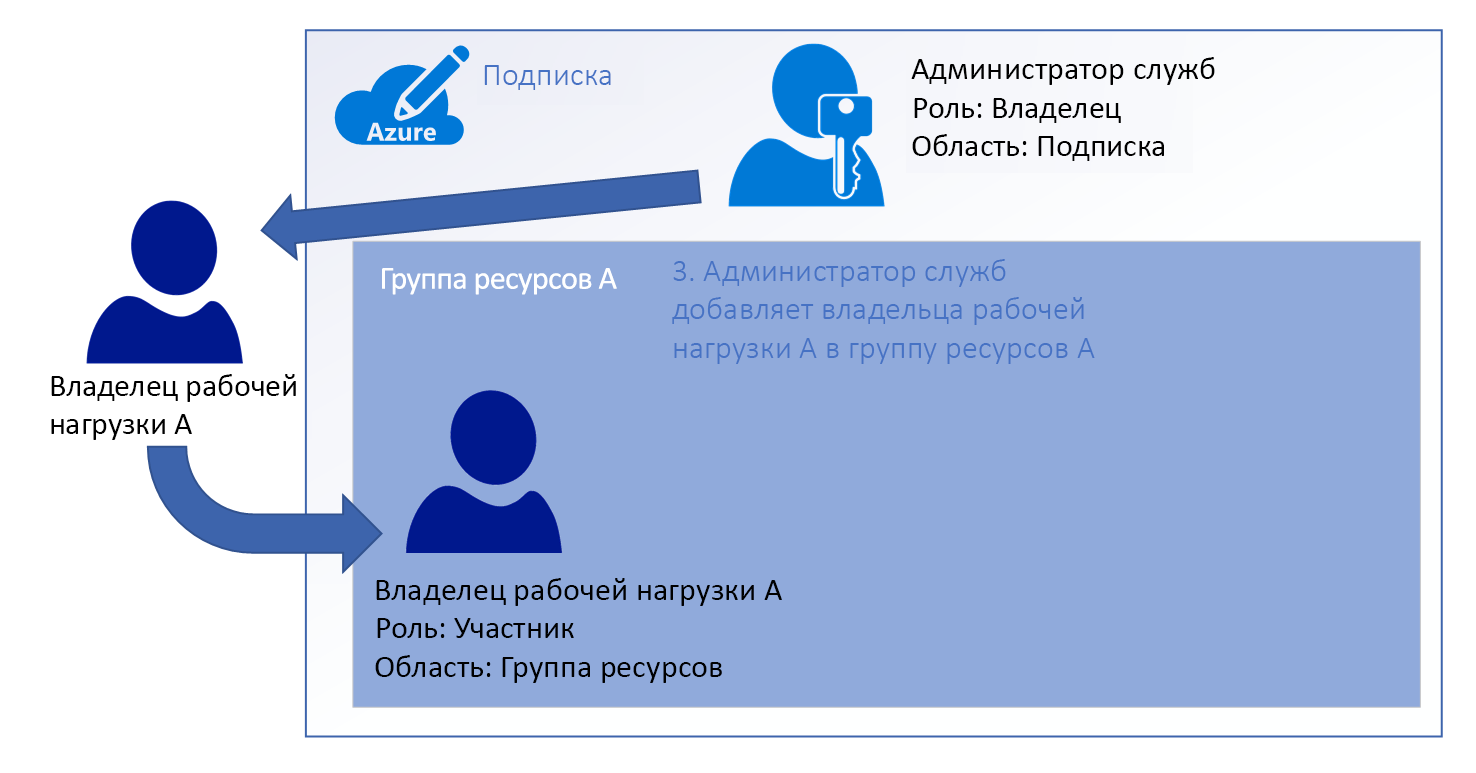 Azure
Подписка
Администратор служб
Роль: Владелец
Область: Подписка
Группа ресурсов А
3. Администратор служб
добавляет владельца рабочей
нагрузки А в группу ресурсов А
Владелец рабочей
нагрузки А
Владелец рабочей нагрузки А
Роль: Участник
Область: Группа ресурсов